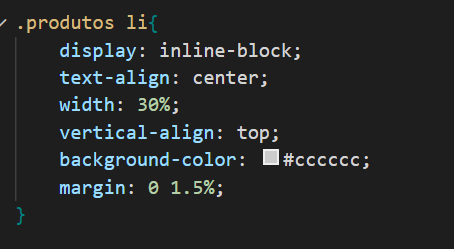 .produtos li{
display: inline-block;
text-align: center;
width: 30%;
vertical-align: top;
background-color: #cccccc;
margin: 0 1.5%;
}